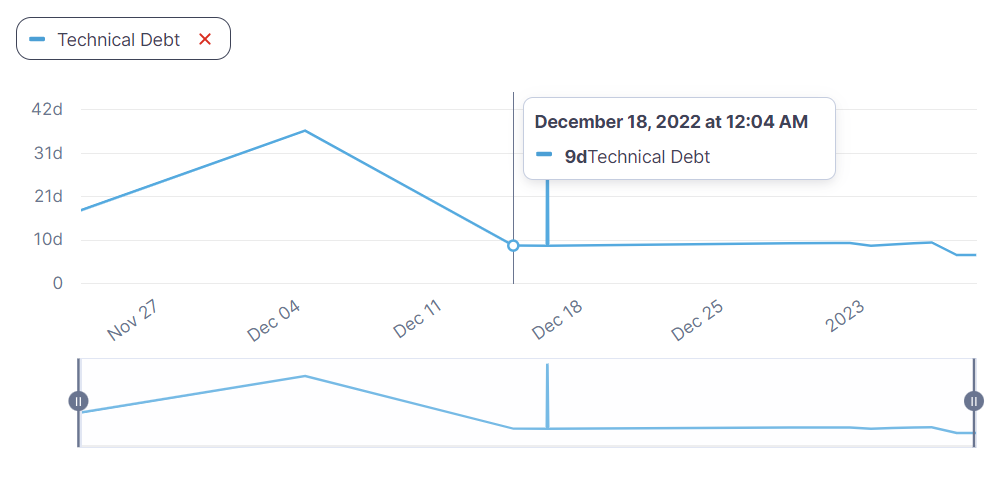 Technical Debt ✕
42d
31d
21d
10d
0
December 18, 2022 at 12:04 AM
9dTechnical Debt
Nov 27
Dec 04
Dec 11
Dec 18
Dec 25
2023